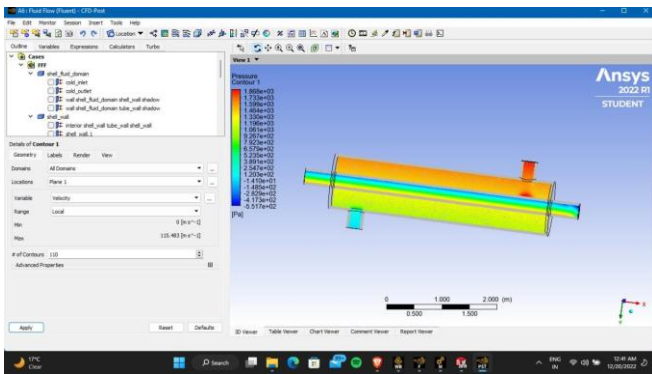 A6 : Fluid Flow (Fluent) - CFD-Post
File Edit Monitor Session Insert Tools Help
Location
Outline Variables Expressions Calculators Turbo
Cases
FFF
shell_fluid_domain
cold_inlet
cold_outlet
wall shell_fluid_domain shell_wall shadow
wall shell_fluid_domain tube_wall shadow
shell_wall
interior shell_wall tube_wall shell_wall
shell_wall.1
Details of Contour 1
Geometry Labels Render View
Domains All Domains
Locations Plane 1
Variable Velocity
Range Local
Min 0 [m s^-1]
Max 115.483 [m s^-1]
# of Contours 110
Advanced Properties
Apply Reset Defaults
View 1
Pressure
Contour 1
1.868e+03
1.733e+03
1.599e+03
1.464e+03
1.330e+03
1.196e+03
1.061e+03
9.267e+02
7.923e+02
6.579e+02
5.235e+02
3.891e+02
2.547e+02
1.203e+02
-1.410e+01
-1.485e+02
-2.829e+02
-4.173e+02
-5.517e+02
[Pa]
Ansys
2022 R1
STUDENT
0 1.000 2.000 (m)
0.500 1.500
3D Viewer Table Viewer Chart Viewer Comment Viewer Report Viewer
17°C
Clear
Search
ENG
IN
12:41 AM
12/20/2022